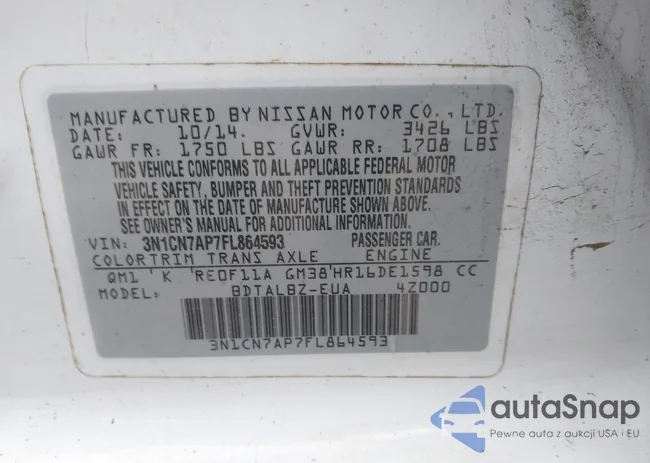 MANUFACTURED BY NISSAN MOTOR CO., LTD.
DATE: 10/14. GVWR: 3426 LBS
GAWR FR: 1750 LBS GAWR RR: 1708 LBS
THIS VEHICLE CONFORMS TO ALL APPLICABLE FEDERAL MOTOR
VEHICLE SAFETY, BUMPER AND THEFT PREVENTION STANDARDS
IN EFFECT ON THE DATE OF MANUFACTURE SHOWN ABOVE.
SEE OWNER'S MANUAL FOR ADDITIONAL INFORMATION.
VIN: 3N1CN7AP7FL864593 PASSENGER CAR.
COLORTRIM TRANS AXLE ENGINE
QM1 'K 'RE0F11A GM38'HR16DE1598 CC
MODEL: BDTALBZ-EUA 4Z000
3N1CN7AP7FL864593
autaSnap
Pewne auta z aukcji USA i EU